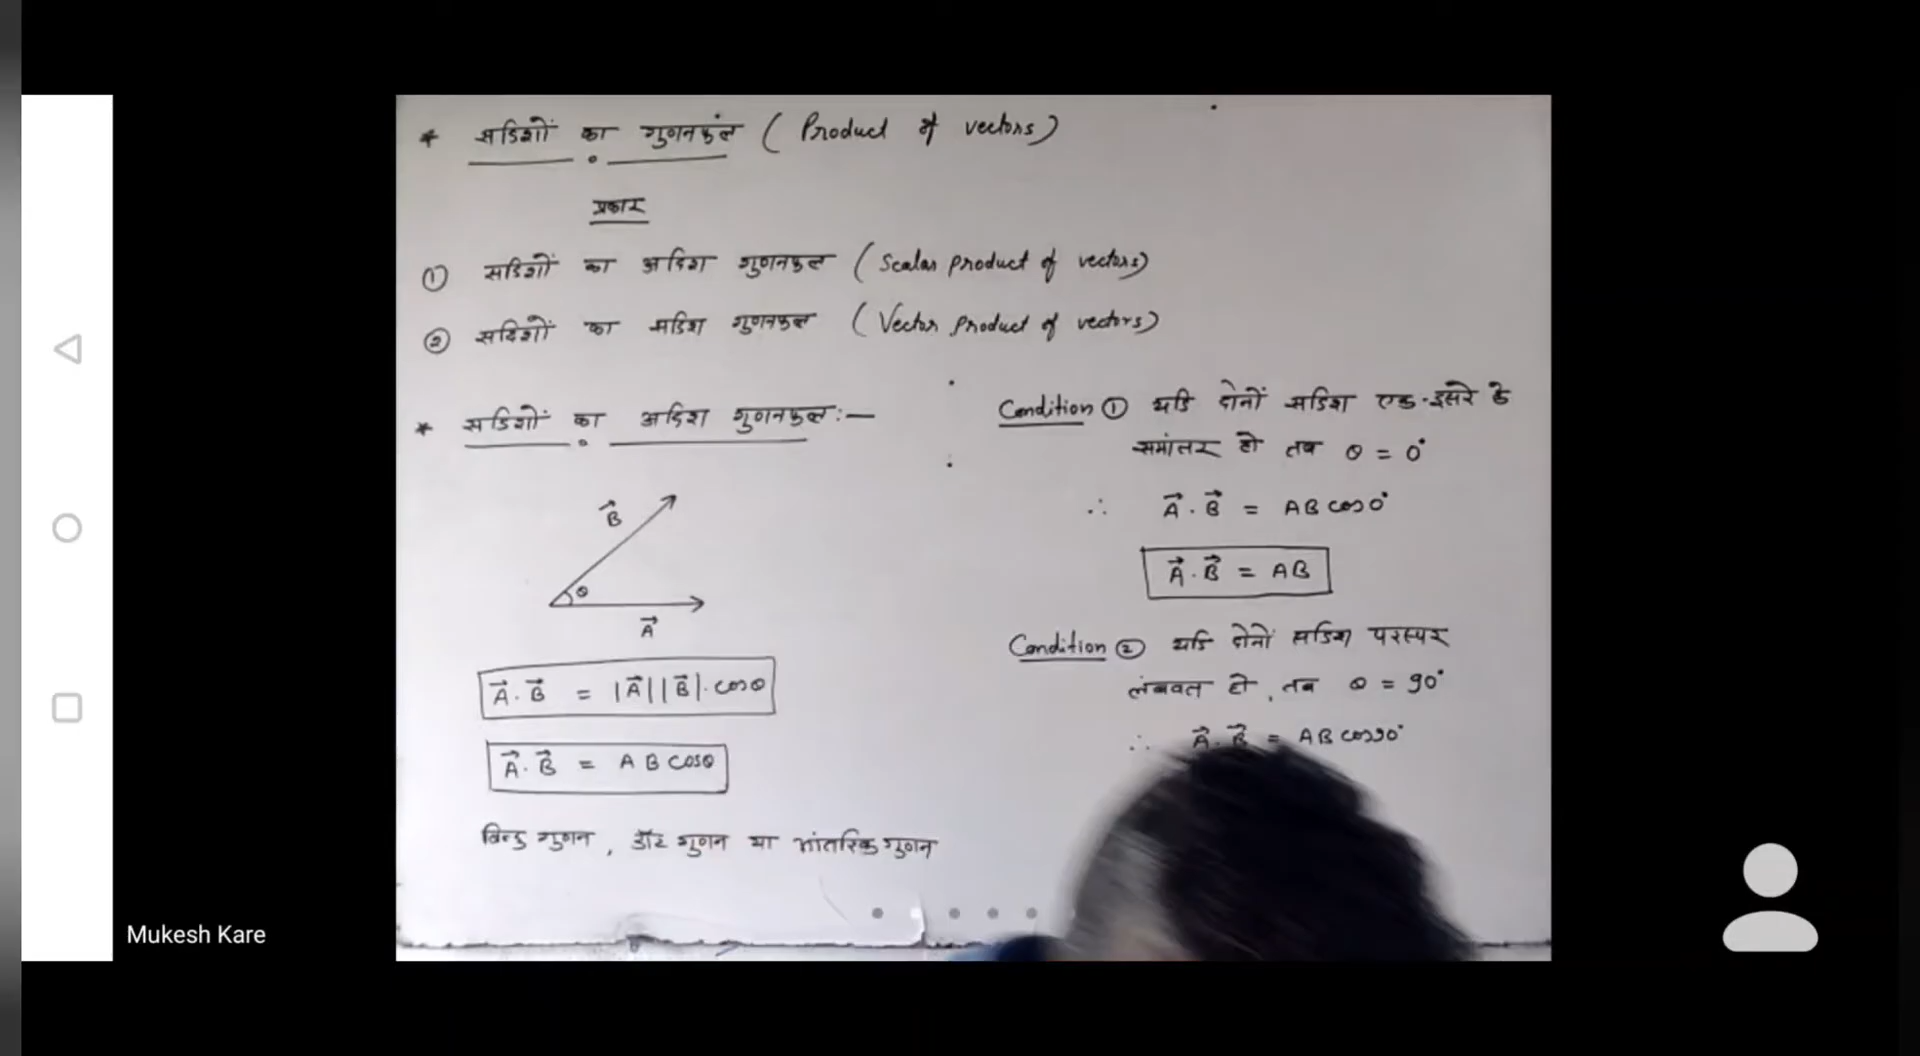 * सदिशों का गुणनफल ( Product of vectors )
प्रकार
① सदिशों का अदिश गुणनफल ( Scalar product of vectors )
② सदिशों का सदिश गुणनफल ( Vector product of vectors )
* सदिशों का अदिश गुणनफल :—
B⃗
θ
A⃗
A⃗ . B⃗ = |A⃗| |B⃗| . cosθ
A⃗ . B⃗ = A B cosθ
बिन्दु गुणन , डॉट गुणन या आंतरिक गुणन
Condition ① यदि दोनों सदिश एक-दूसरे के
समांतर हो तब θ = 0°
∴ A⃗ . B⃗ = AB cos0°
A⃗ . B⃗ = AB
Condition ② यदि दोनों सदिश परस्पर
लंबवत हो , तब θ = 90°
∴ A⃗ . B⃗ = AB cos90°
Mukesh Kare